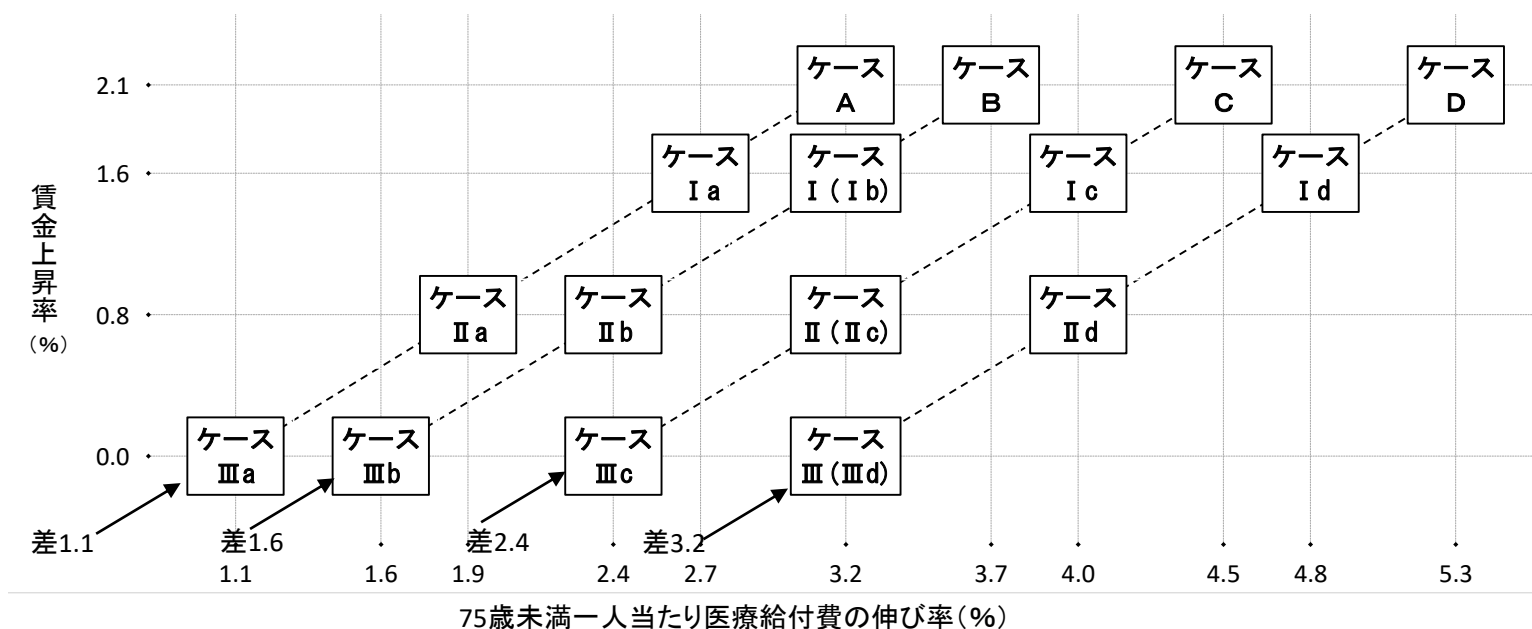 2.1
ケース
A
ケース
B
ケース
C
ケース
D
1.6
ケース
Ⅰa
ケース
Ⅰ(Ⅰb)
ケース
Ⅰc
ケース
Ⅰd
賃金上昇率
(%)
0.8
ケース
Ⅱa
ケース
Ⅱb
ケース
Ⅱ(Ⅱc)
ケース
Ⅱd
0.0
ケース
Ⅲa
ケース
Ⅲb
ケース
Ⅲc
ケース
Ⅲ(Ⅲd)
差1.1
差1.6
差2.4
差3.2
1.1 1.6 1.9 2.4 2.7 3.2 3.7 4.0 4.5 4.8 5.3
75歳未満一人当たり医療給付費の伸び率(%)